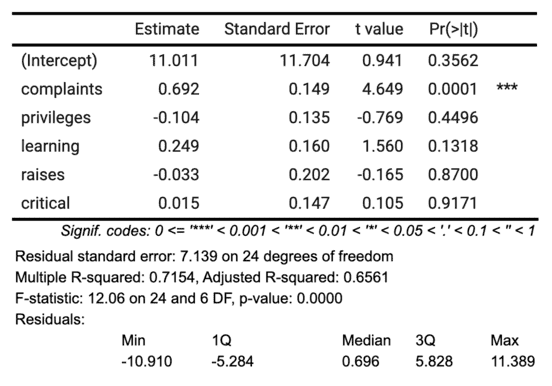 Estimate Standard Error t value Pr(>|t|)
(Intercept) 11.011 11.704 0.941 0.3562
complaints 0.692 0.149 4.649 0.0001 ***
privileges -0.104 0.135 -0.769 0.4496
learning 0.249 0.160 1.560 0.1318
raises -0.033 0.202 -0.165 0.8700
critical 0.015 0.147 0.105 0.9171
Signif. codes: 0 <= '***' < 0.001 < '**' < 0.01 < '*' < 0.05 < '.' < 0.1 < '' < 1
Residual standard error: 7.139 on 24 degrees of freedom
Multiple R-squared: 0.7154, Adjusted R-squared: 0.6561
F-statistic: 12.06 on 24 and 6 DF, p-value: 0.0000
Residuals:
Min 1Q Median 3Q Max
-10.910 -5.284 0.696 5.828 11.389